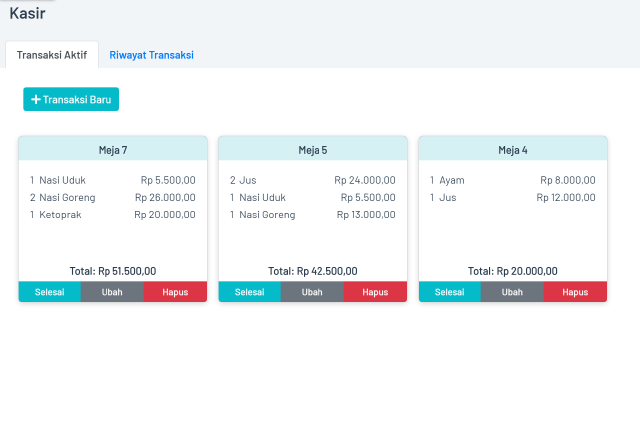 Kasir
Transaksi Aktif Riwayat Transaksi
Transaksi Baru
Meja 7
1 Nasi Uduk Rp 5.500,00
2 Nasi Goreng Rp 26.000,00
1 Ketoprak Rp 20.000,00
Total: Rp 51.500,00
Selesai Ubah Hapus
Meja 5
2 Jus Rp 24.000,00
1 Nasi Uduk Rp 5.500,00
1 Nasi Goreng Rp 13.000,00
Total: Rp 42.500,00
Selesai Ubah Hapus
Meja 4
1 Ayam Rp 8.000,00
1 Jus Rp 12.000,00
Total: Rp 20.000,00
Selesai Ubah Hapus